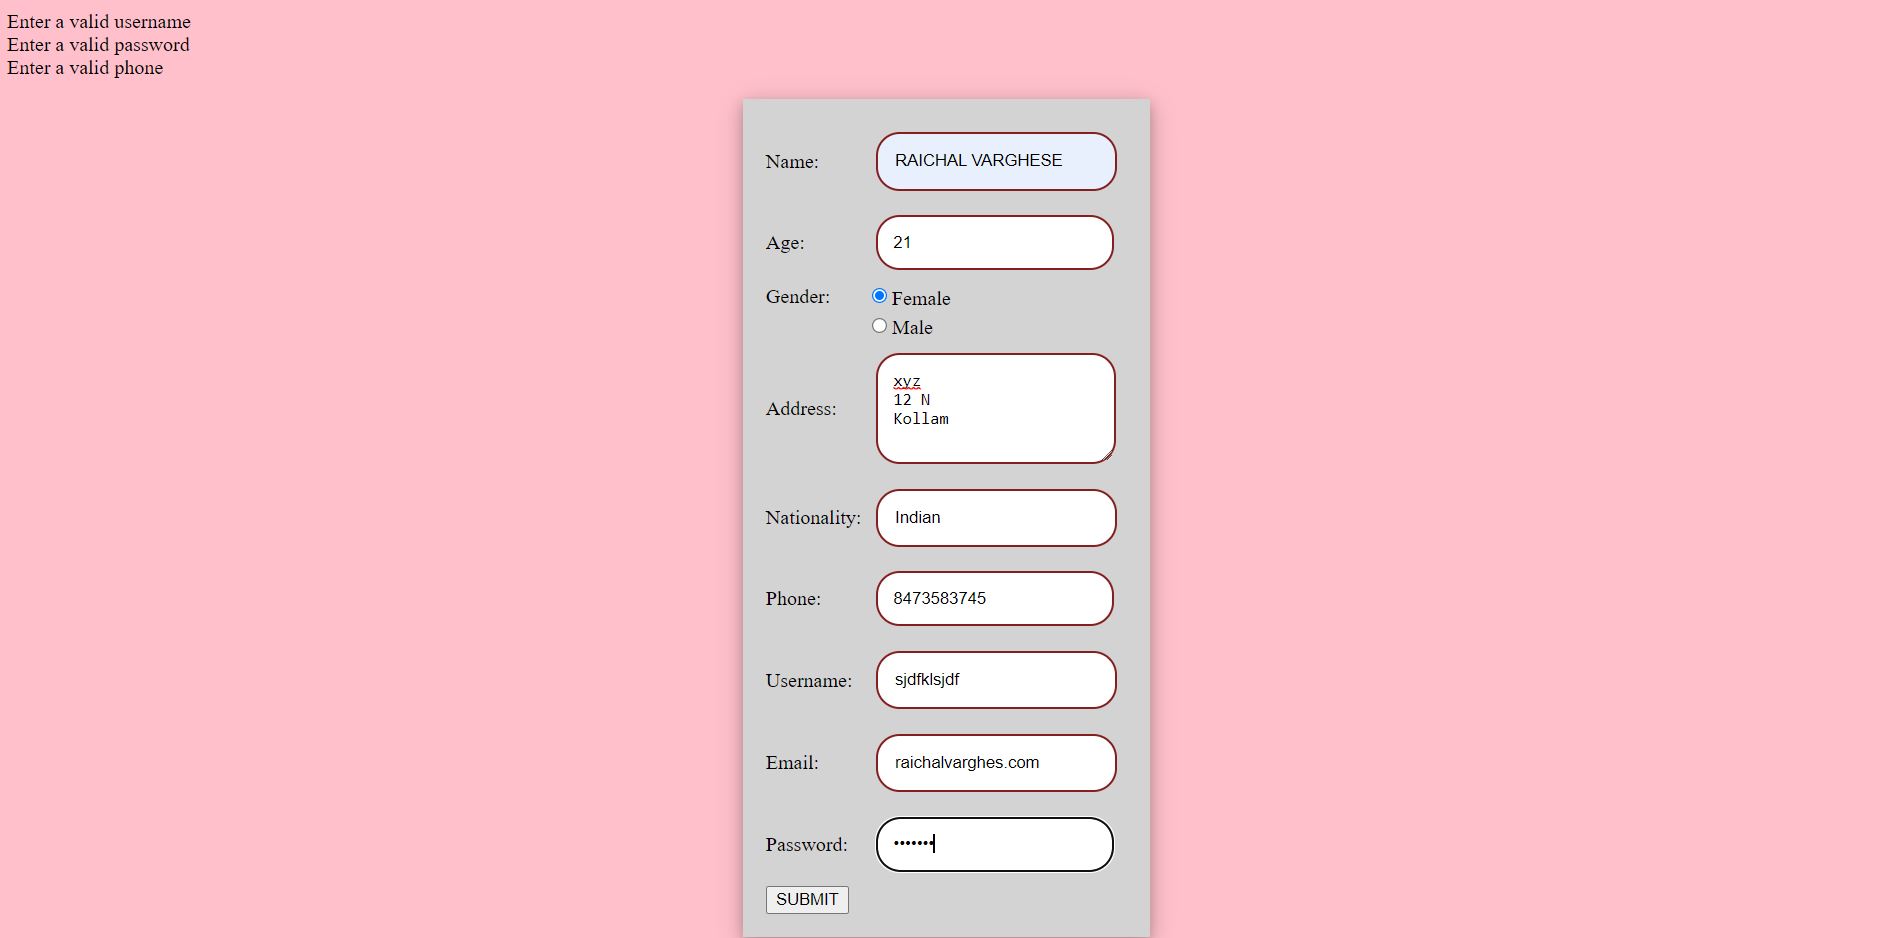 Enter a valid username
Enter a valid password
Enter a valid phone
Name: RAICHAL VARGHESE
Age: 21
Gender: Female
Male
Address: xyz
12 N
Kollam
Nationality: Indian
Phone: 8473583745
Username: sjdfklsjdf
Email: raichalvarghes.com
Password: •••••••
SUBMIT